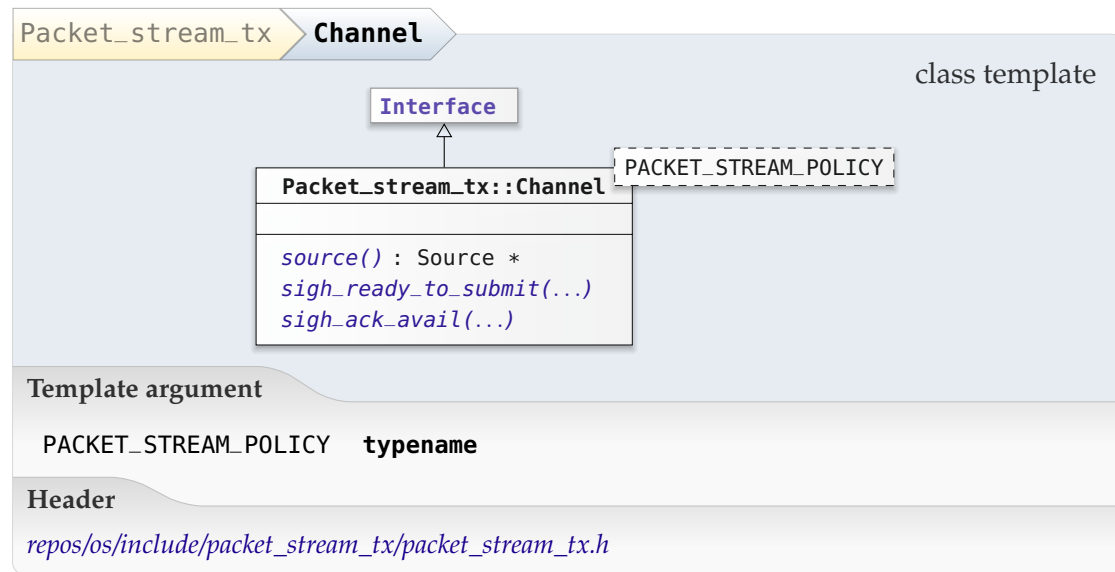 Packet_stream_tx Channel
class template
Interface
PACKET_STREAM_POLICY
Packet_stream_tx::Channel
source() : Source *
sigh_ready_to_submit(...)
sigh_ack_avail(...)
Template argument
PACKET_STREAM_POLICY typename
Header
repos/os/include/packet_stream_tx/packet_stream_tx.h